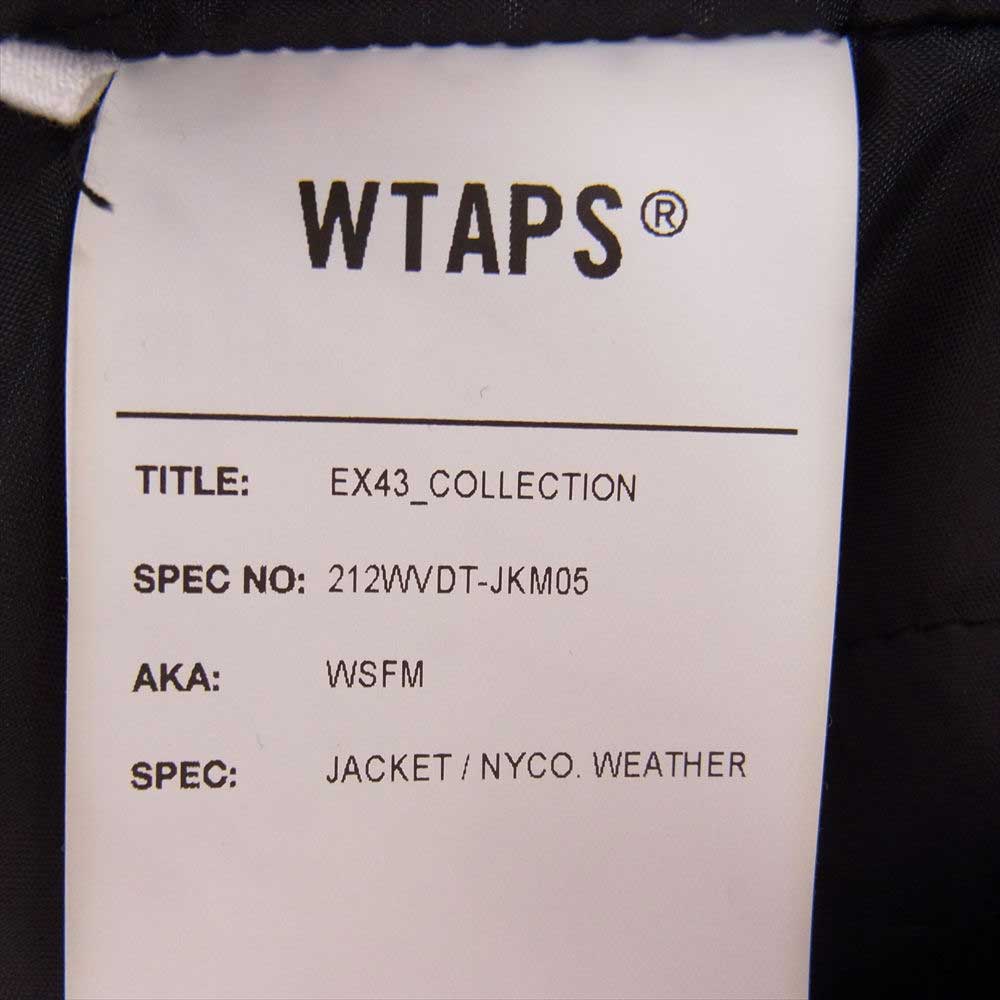 WTAPS®
TITLE: EX43_COLLECTION
SPEC NO: 212WVDT-JKM05
AKA: WSFM
SPEC: JACKET / NYCO. WEATHER